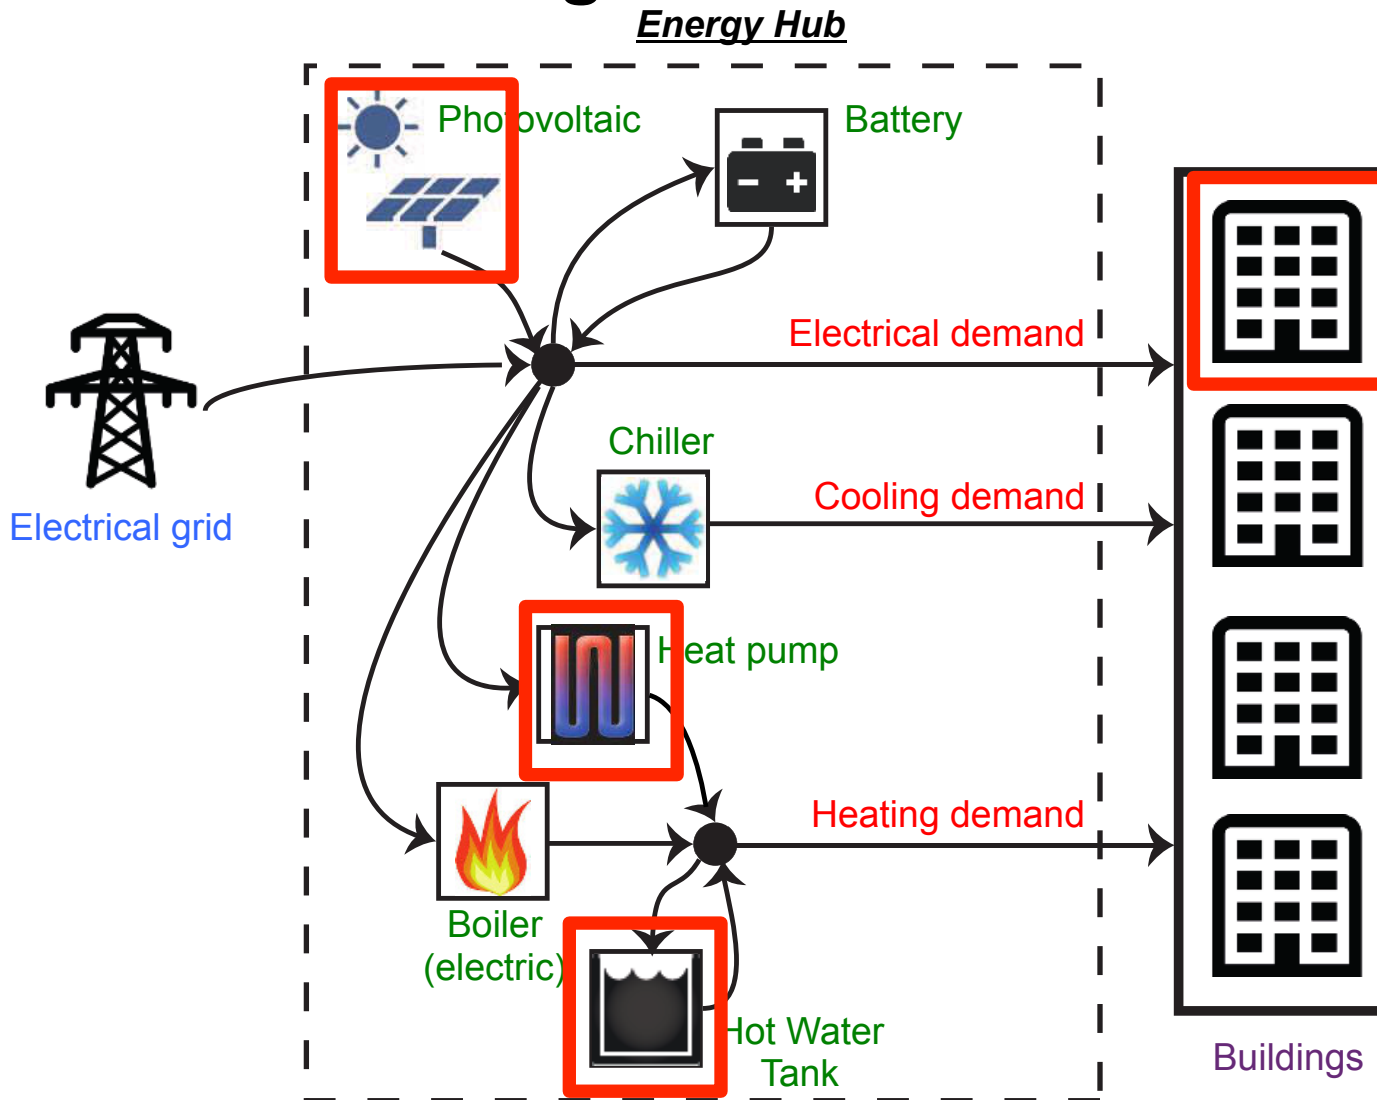 Energy Hub
Photovoltaic
Battery
Electrical demand
Chiller
Cooling demand
Electrical grid
Heat pump
Heating demand
Boiler
(electric)
Hot Water
Tank
Buildings